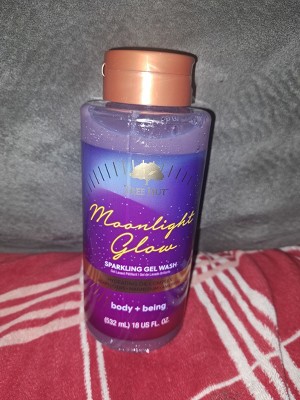 TREE HUT
Moonlight
Glow
SPARKLING GEL WASH
body + being
(532 mL) 18 US FL. OZ.